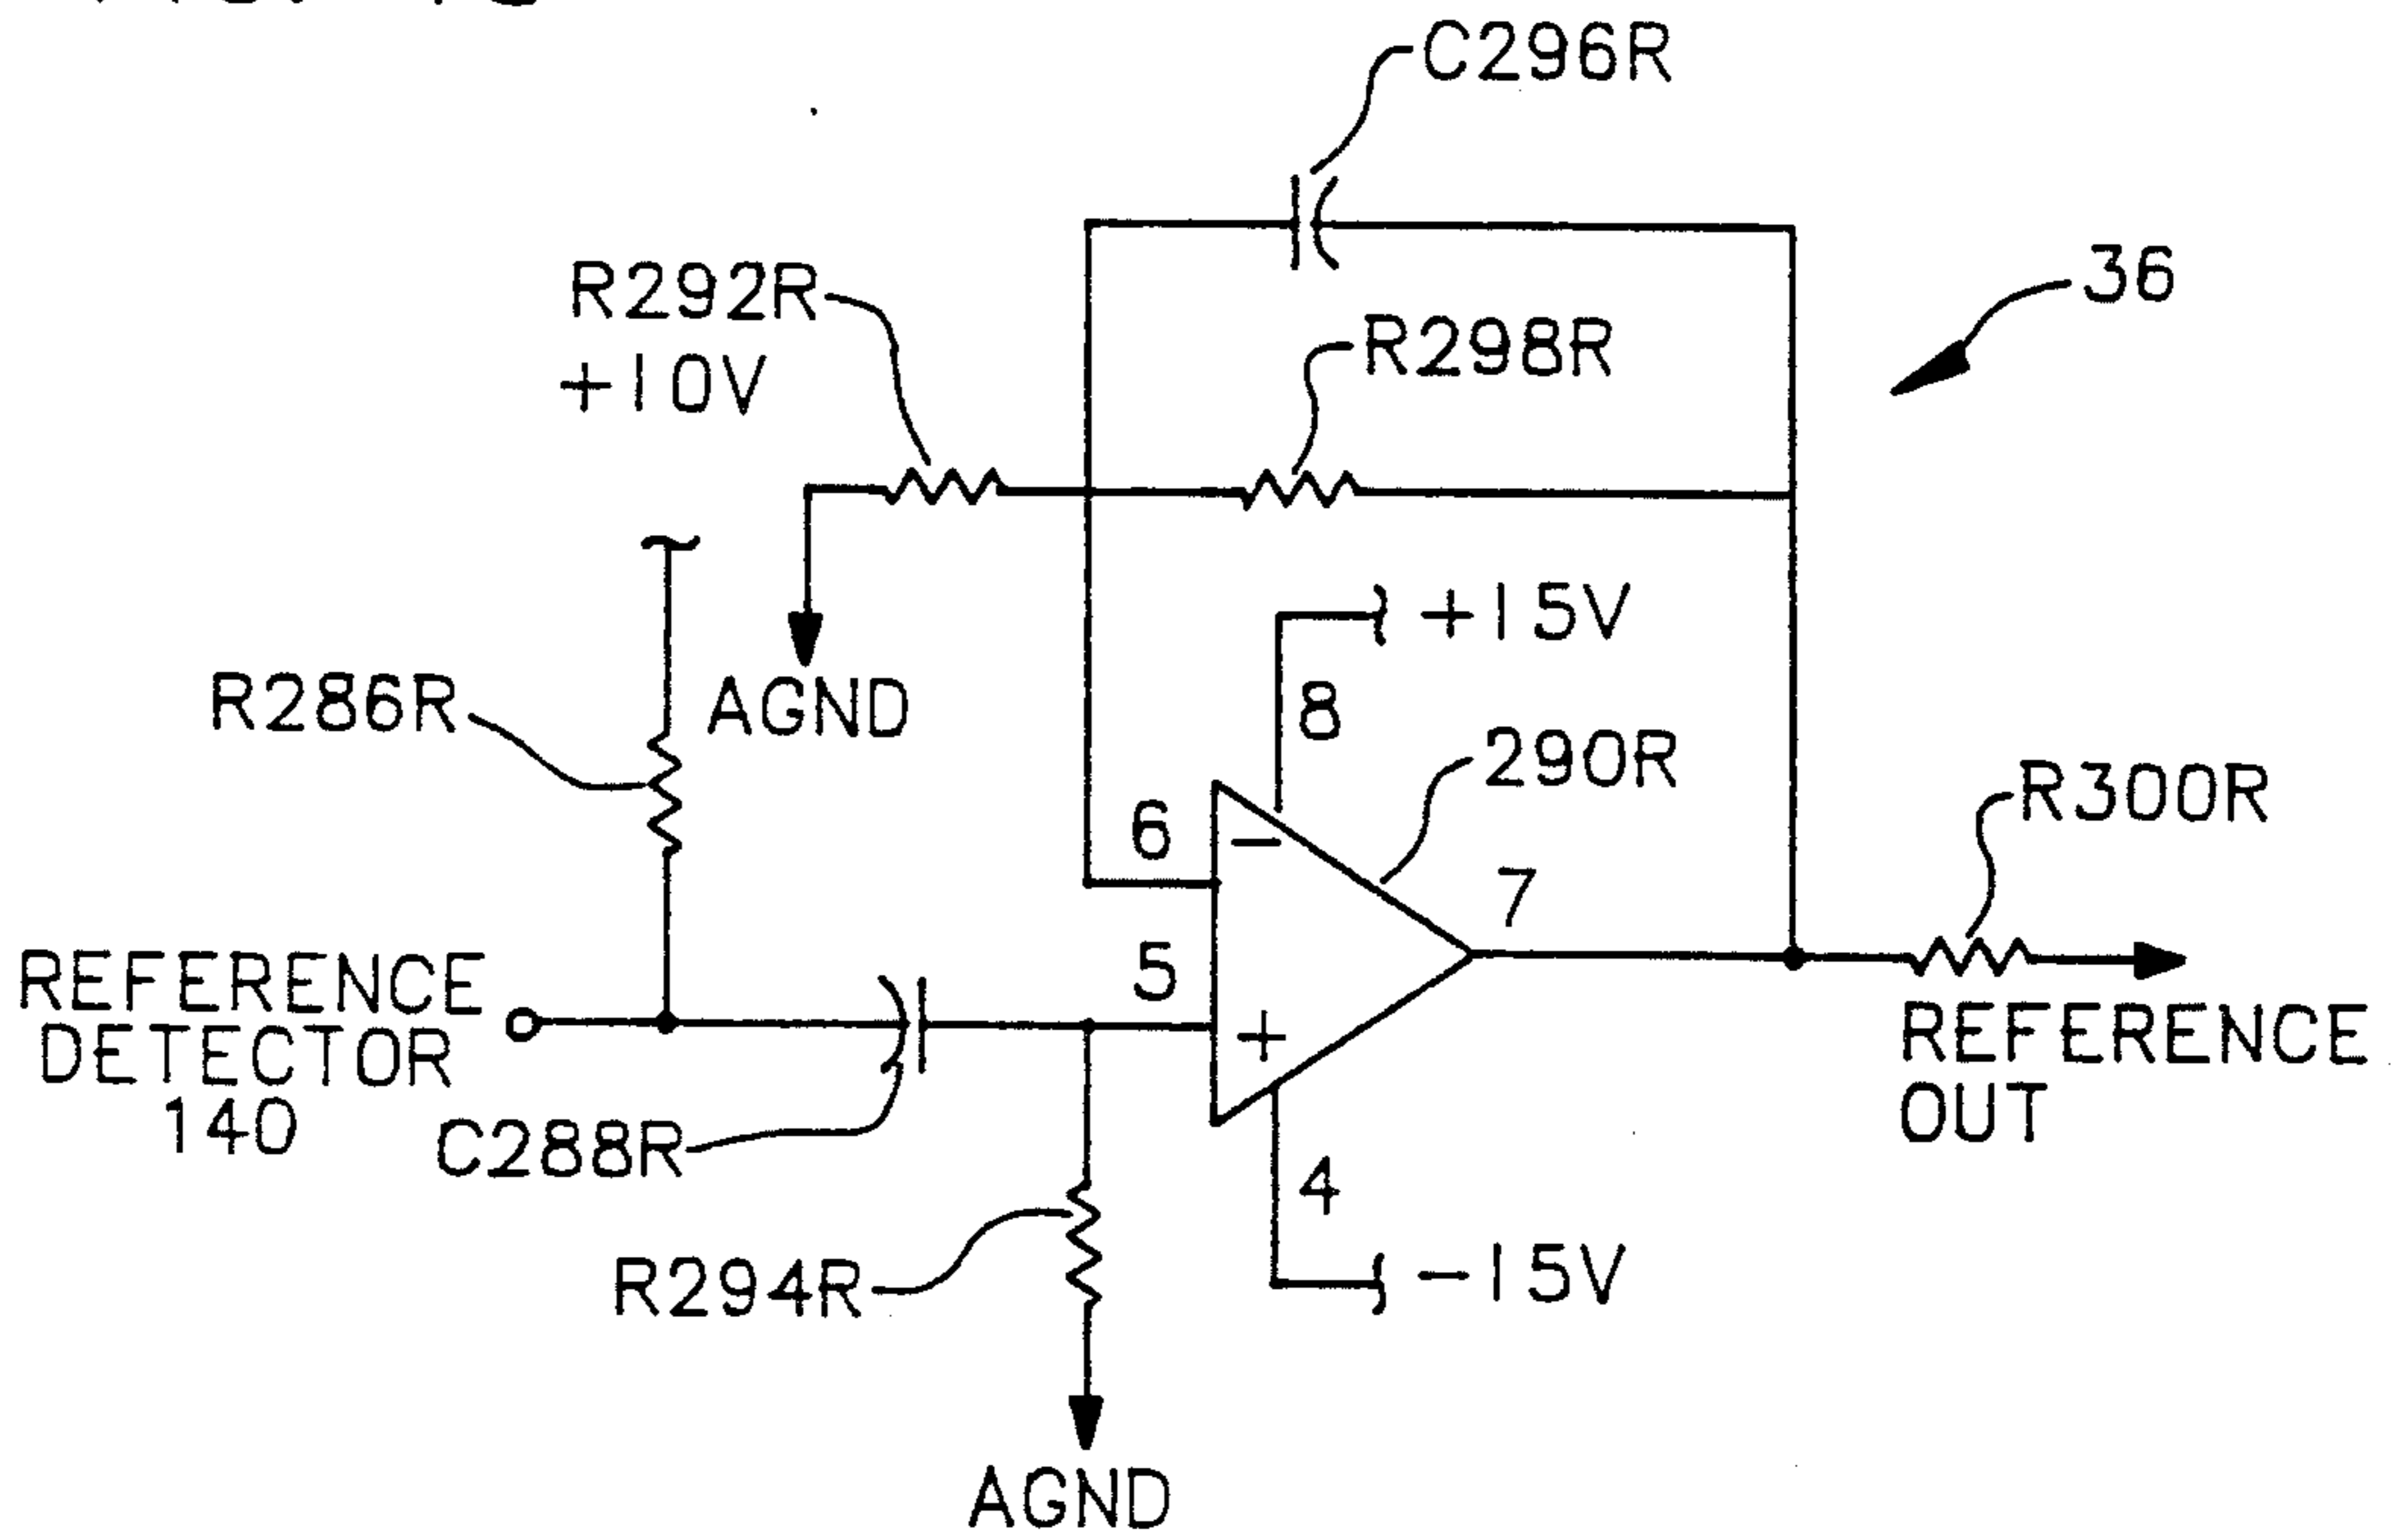 C296R
36
R292R
+10V
R298R
+15V
R286R
AGND
8
290R
6
R300R
7
5
REFERENCE
DETECTOR
140
REFERENCE
OUT
C288R
4
R294R
-15V
AGND